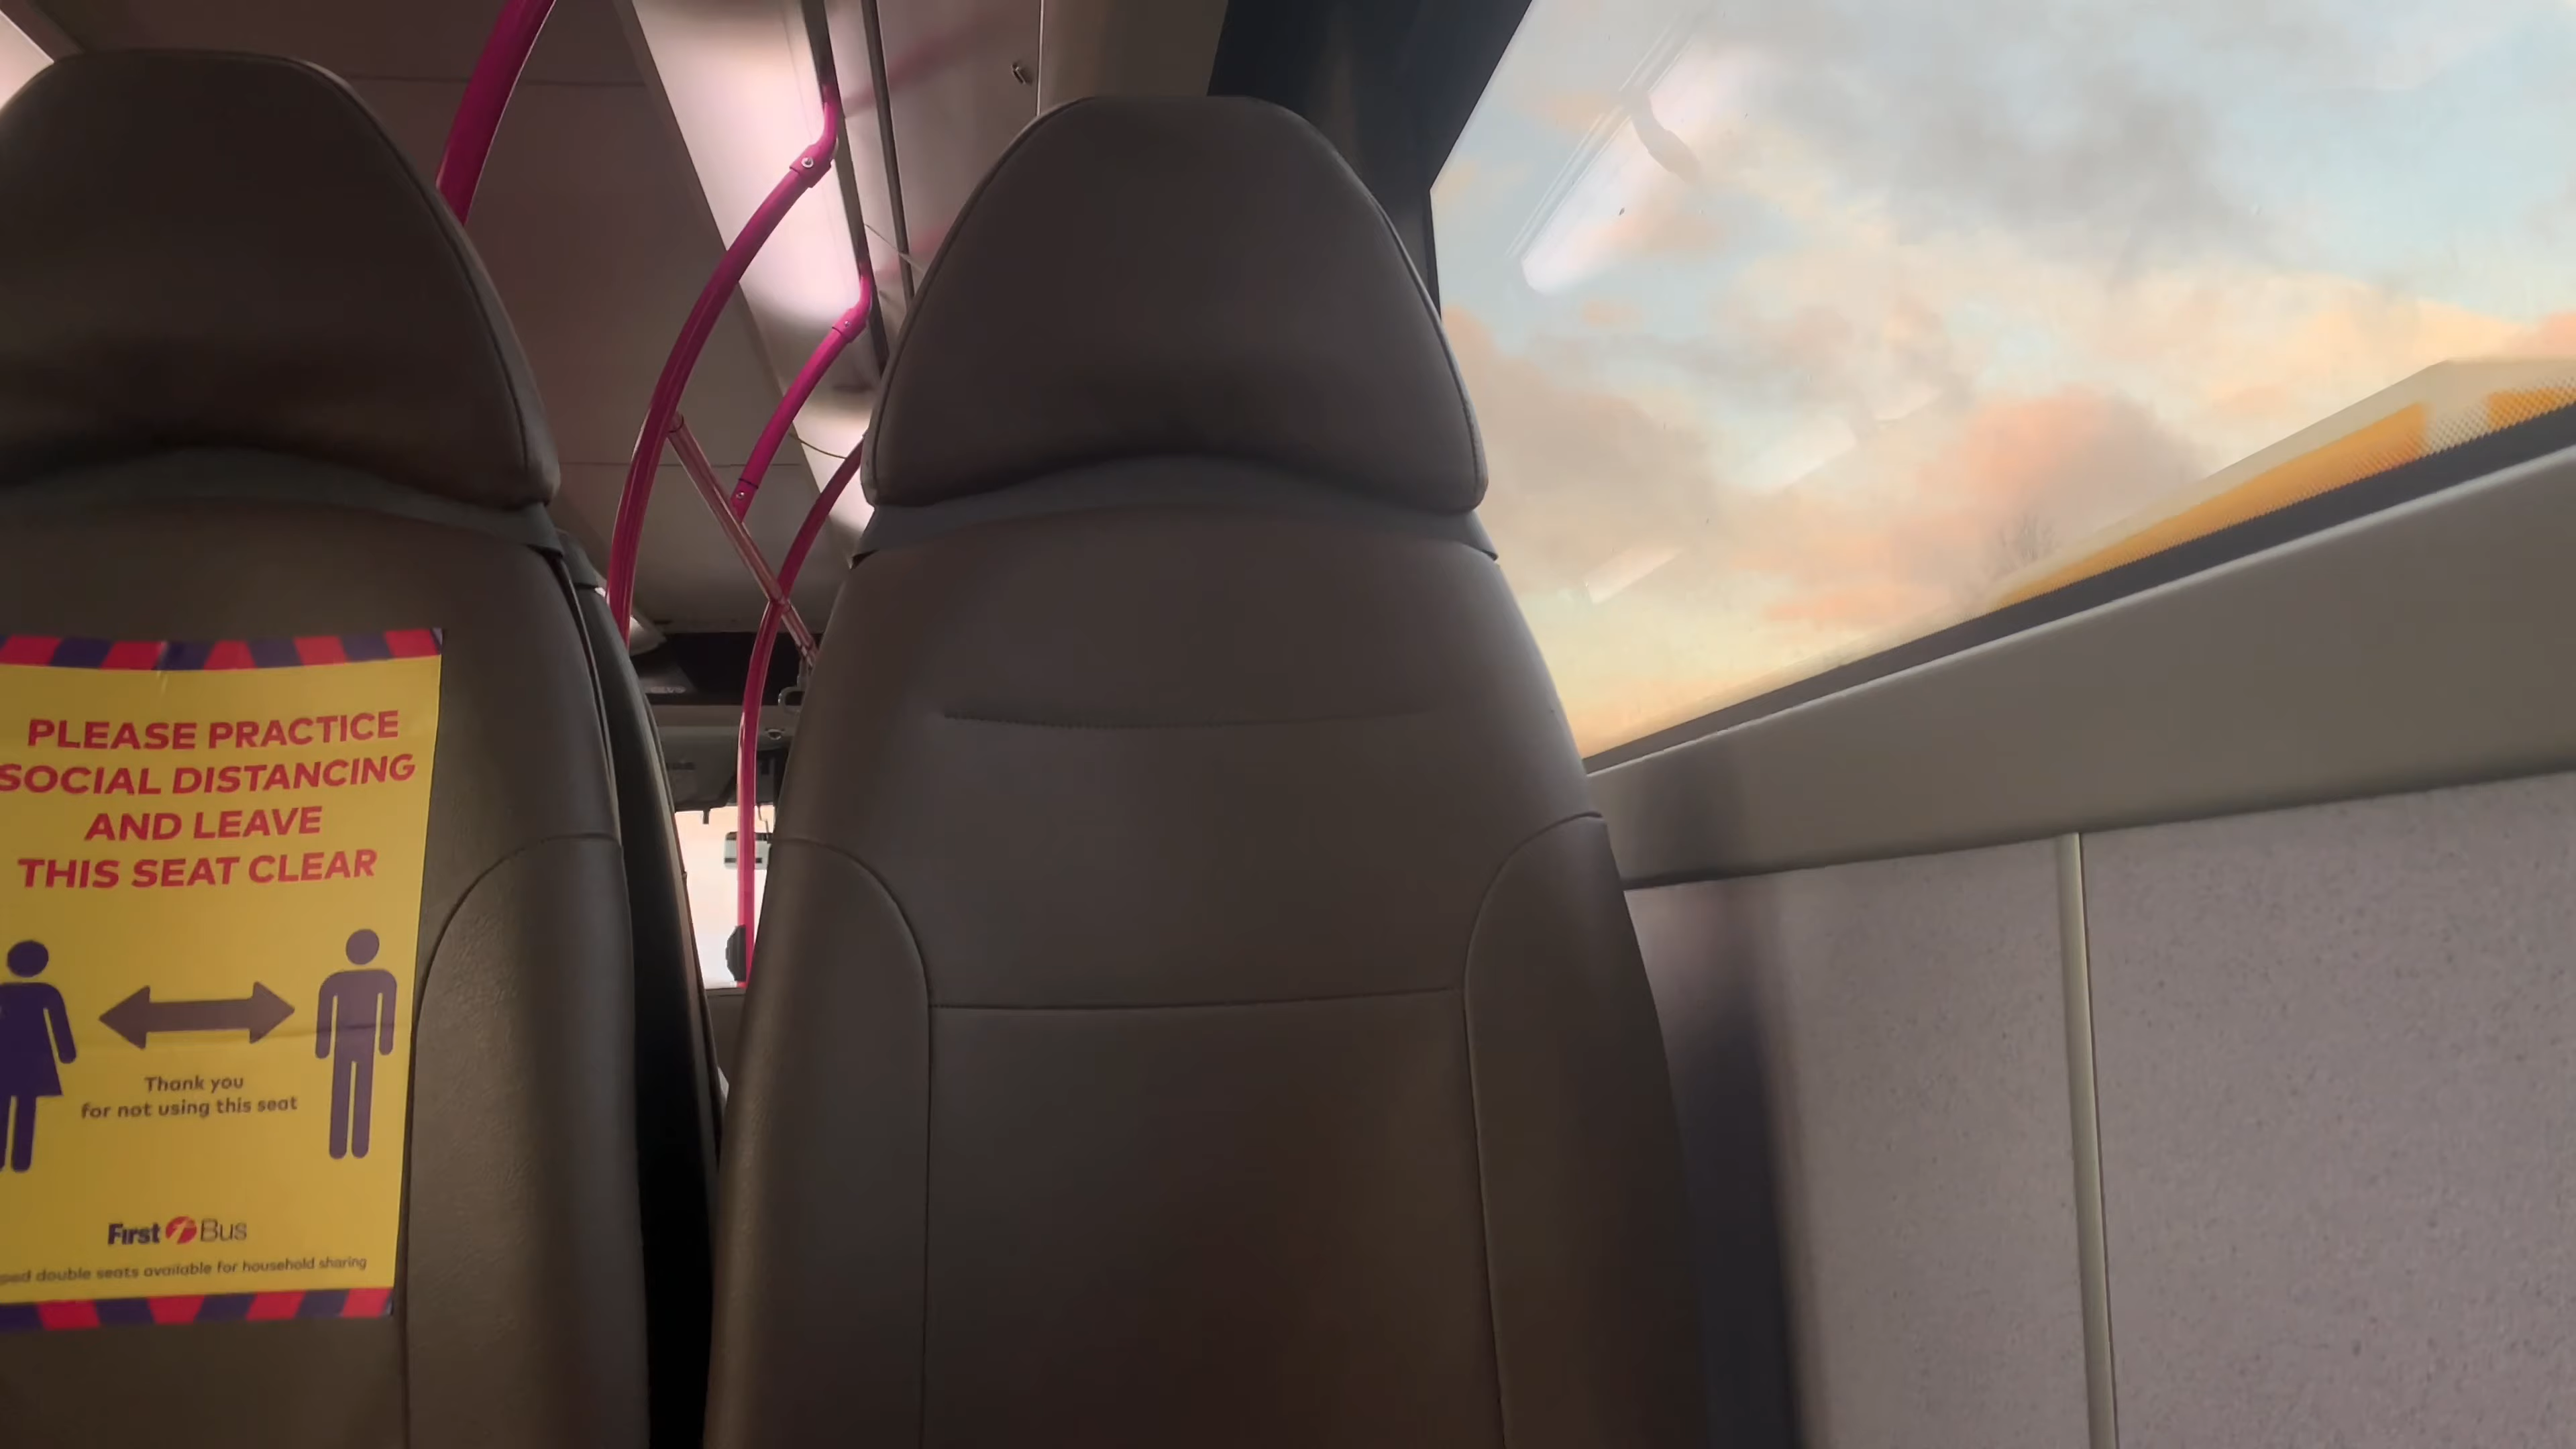 PLEASE PRACTICE
SOCIAL DISTANCING
AND LEAVE
THIS SEAT CLEAR
Thank you
for not using this seat
First Bus
double seats available for household sharing